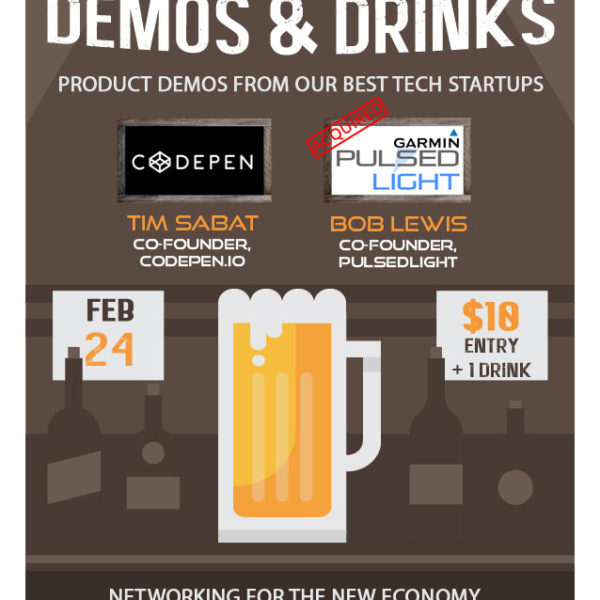 DEMOS & DRINKS
PRODUCT DEMOS FROM OUR BEST TECH STARTUPS
CODEPEN
ACQUIRED
GARMIN
PULSED
LIGHT
TIM SABAT
CO-FOUNDER,
CODEPEN.IO
BOB LEWIS
CO-FOUNDER,
PULSEDLIGHT
FEB
24
$10
ENTRY
+ 1 DRINK
NETWORKING FOR THE NEW ECONOMY